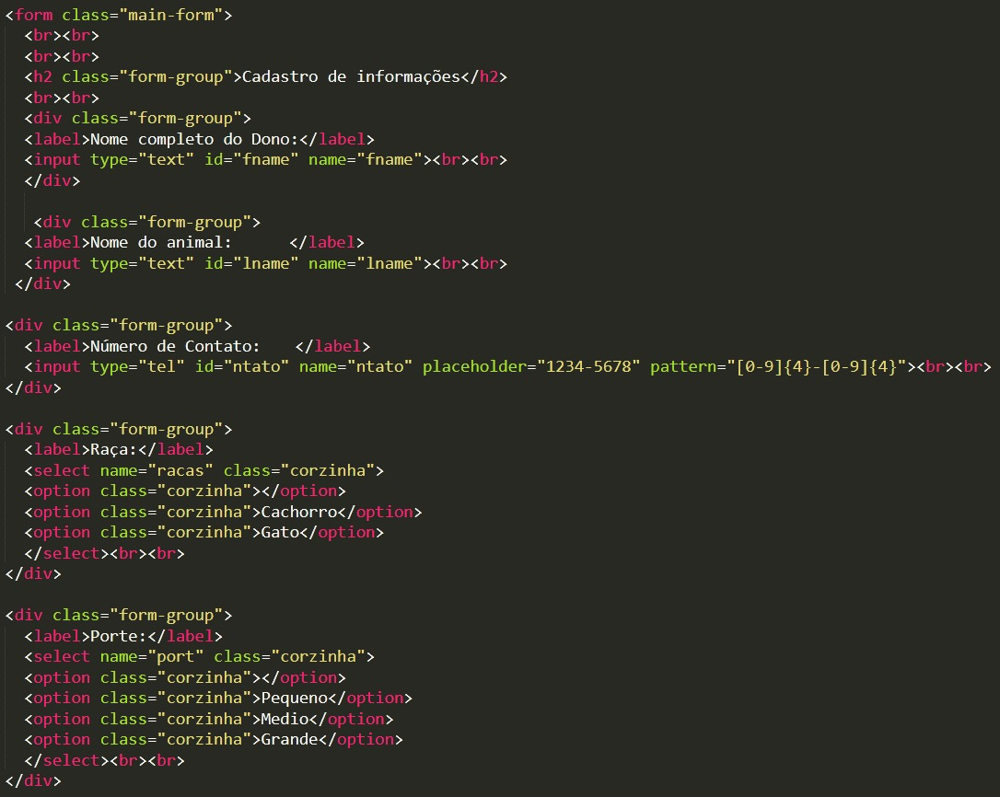 <form class="main-form">
  <br><br>
  <br><br>
  <h2 class="form-group">Cadastro de informações</h2>
  <br><br>
  <div class="form-group">
  <label>Nome completo do Dono:</label>
  <input type="text" id="fname" name="fname"><br><br>
  </div>

   <div class="form-group">
  <label>Nome do animal:      </label>
  <input type="text" id="lname" name="lname"><br><br>
 </div>

<div class="form-group">
  <label>Número de Contato:    </label>
  <input type="tel" id="ntato" name="ntato" placeholder="1234-5678" pattern="[0-9]{4}-[0-9]{4}"><br><br>
</div>

<div class="form-group">
  <label>Raça:</label>
  <select name="racas" class="corzinha">
  <option class="corzinha"></option>
  <option class="corzinha">Cachorro</option>
  <option class="corzinha">Gato</option>
  </select><br><br>
</div>

<div class="form-group">
  <label>Porte:</label>
  <select name="port" class="corzinha">
  <option class="corzinha"></option>
  <option class="corzinha">Pequeno</option>
  <option class="corzinha">Medio</option>
  <option class="corzinha">Grande</option>
  </select><br><br>
</div>